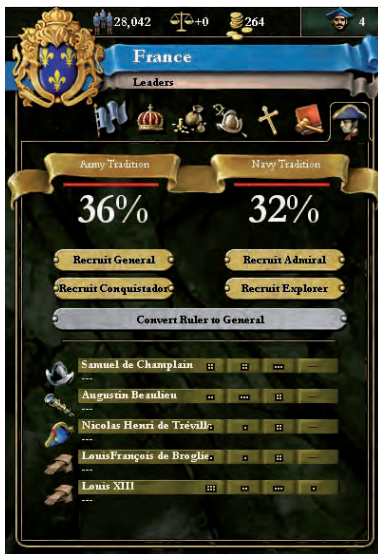 28,042 +0 264 4
France
Leaders
Army Tradition Navy Tradition
36% 32%
Recruit General Recruit Admiral
Recruit Conquistador Recruit Explorer
Convert Ruler to General
Samuel de Champlain
---
Augustin Beaulieu
---
Nicolas Henri de Tréville
---
LouisFrançois de Broglie
---
Louis XIII
---